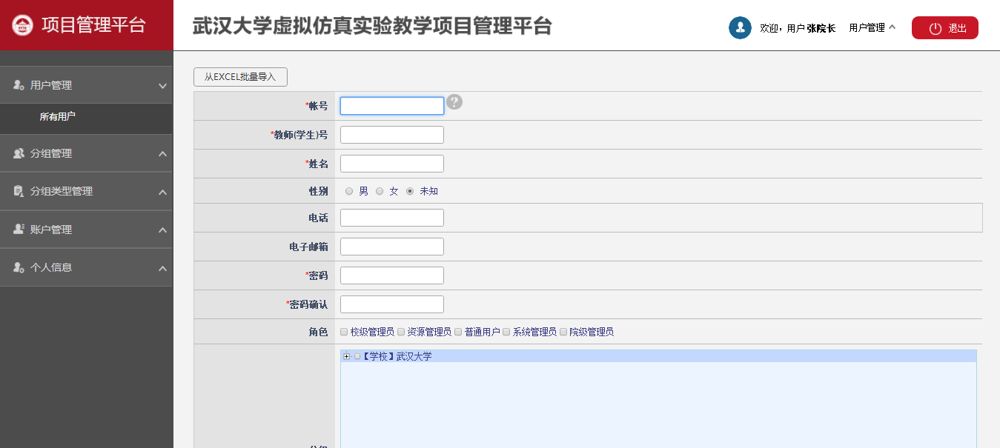 项目管理平台
武汉大学虚拟仿真实验教学项目管理平台
欢迎，用户 张院长
用户管理
退出
用户管理
所有用户
分组管理
分组类型管理
账户管理
个人信息
从EXCEL批量导入
*帐号
?
*教师(学生)号
*姓名
性别 男 女 未知
电话
电子邮箱
*密码
*密码确认
角色 校级管理员 资源管理员 普通用户 系统管理员 院级管理员
【学校】武汉大学